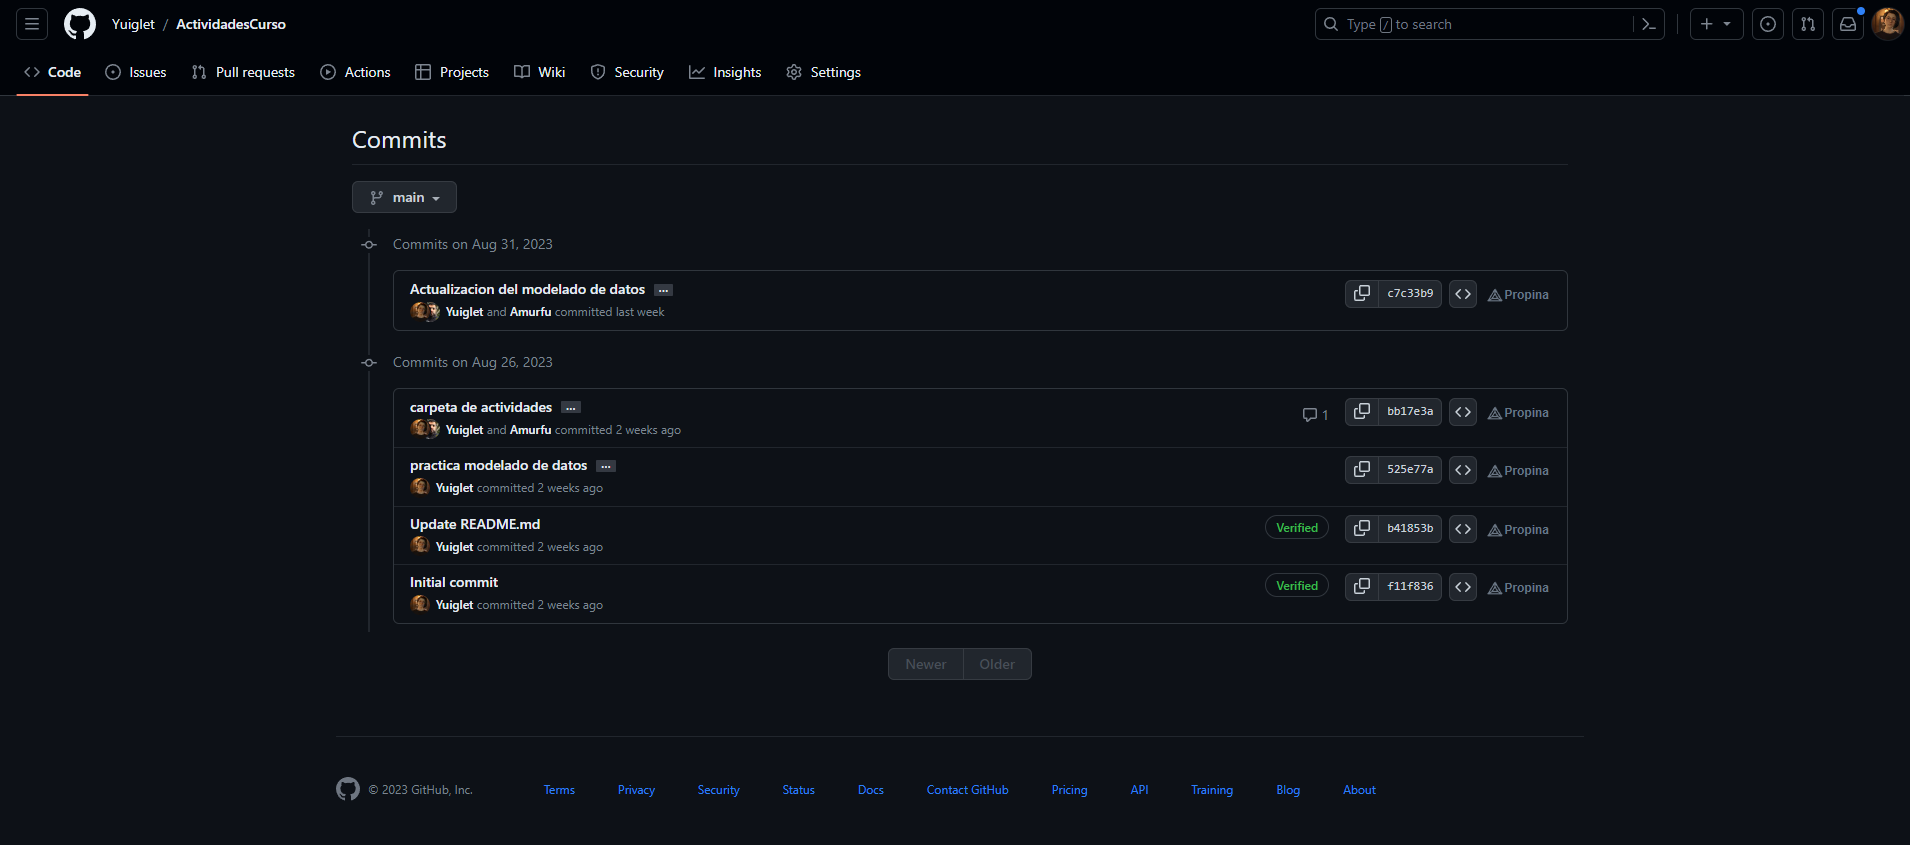 Yuiglet / ActividadesCurso
Type / to search
Code Issues Pull requests Actions Projects Wiki Security Insights Settings
Commits
main
Commits on Aug 31, 2023
Actualizacion del modelado de datos ...
c7c33b9 Propina
Yuiglet and Amurfu committed last week
Commits on Aug 26, 2023
carpeta de actividades ...
1 bb17e3a Propina
Yuiglet and Amurfu committed 2 weeks ago
practica modelado de datos ...
525e77a Propina
Yuiglet committed 2 weeks ago
Update README.md
Verified b41853b Propina
Yuiglet committed 2 weeks ago
Initial commit
Verified f11f836 Propina
Yuiglet committed 2 weeks ago
Newer Older
© 2023 GitHub, Inc. Terms Privacy Security Status Docs Contact GitHub Pricing API Training Blog About